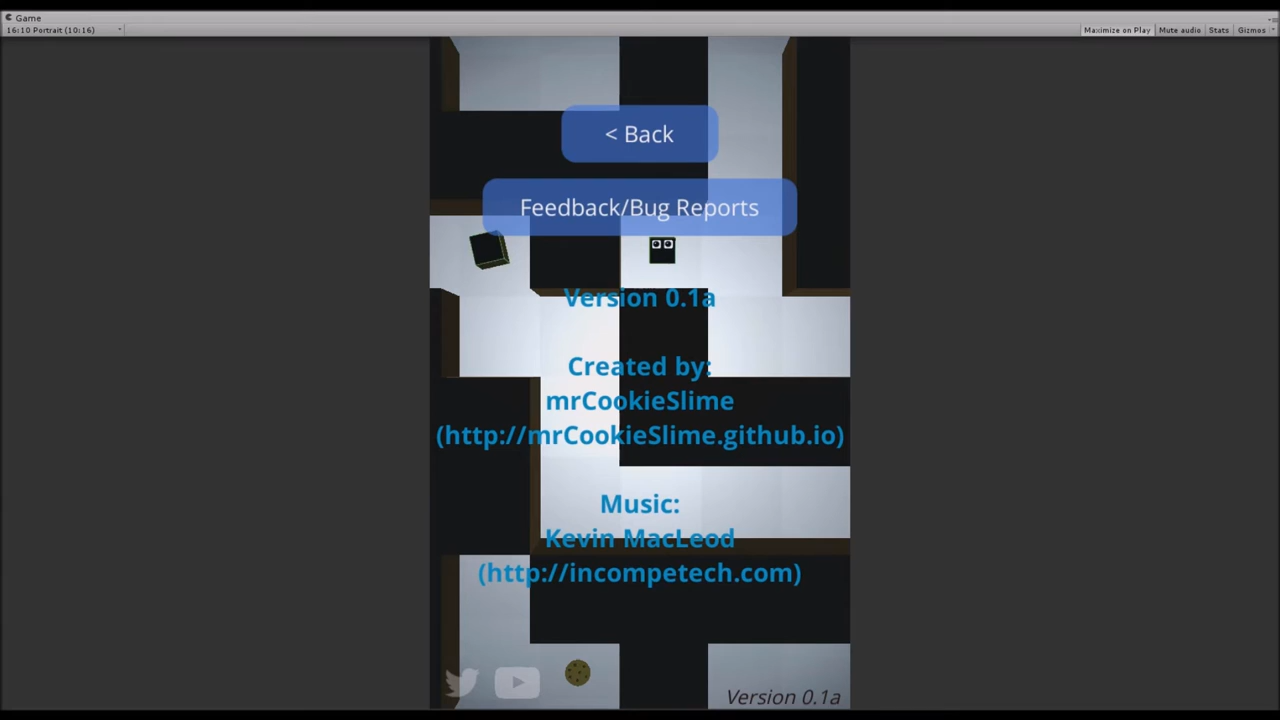 Game
16:10 Portrait (10:16)
Maximize on Play Mute audio Stats Gizmos
< Back
Feedback/Bug Reports
Version 0.1a
Created by:
mrCookieSlime
(http://mrCookieSlime.github.io)
Music:
Kevin MacLeod
(http://incompetech.com)
Version 0.1a